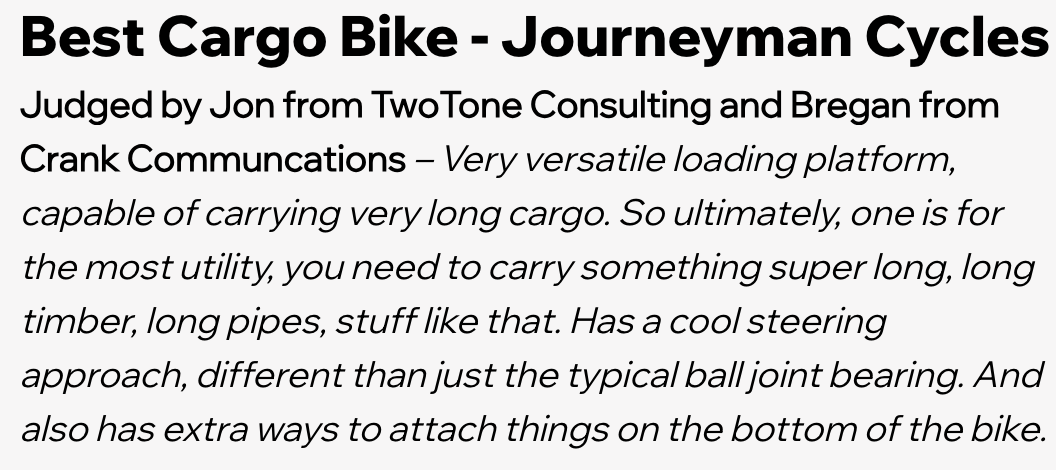 Best Cargo Bike - Journeyman Cycles
Judged by Jon from TwoTone Consulting and Bregan from
Crank Communcations – Very versatile loading platform,
capable of carrying very long cargo. So ultimately, one is for
the most utility, you need to carry something super long, long
timber, long pipes, stuff like that. Has a cool steering
approach, different than just the typical ball joint bearing. And
also has extra ways to attach things on the bottom of the bike.